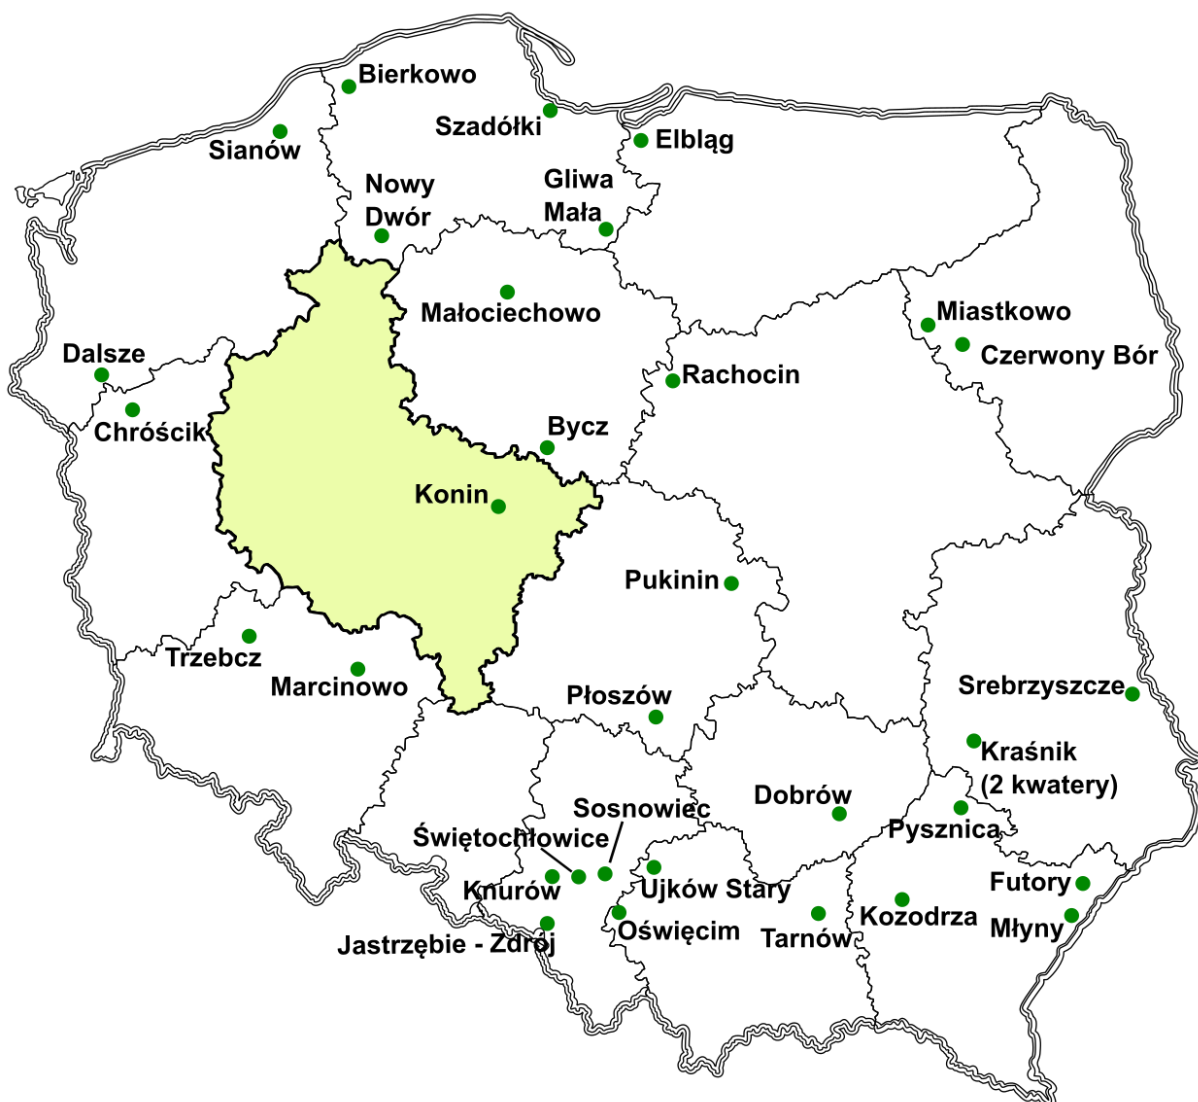 Bierkowo
Szadółki
Sianów
Elbląg
Nowy
Dwór
Gliwa
Mała
Małociechowo
Miastkowo
Czerwony Bór
Dalsze
Rachocin
Chróścik
Bycz
Konin
Pukinin
Trzebcz
Marcinowo
Płoszów
Srebrzyszcze
Kraśnik
(2 kwatery)
Dobrów
Pysznica
Sosnowiec
Świętochłowice
Knurów
Ujków Stary
Futory
Kozodrza
Młyny
Oświęcim
Tarnów
Jastrzębie - Zdrój